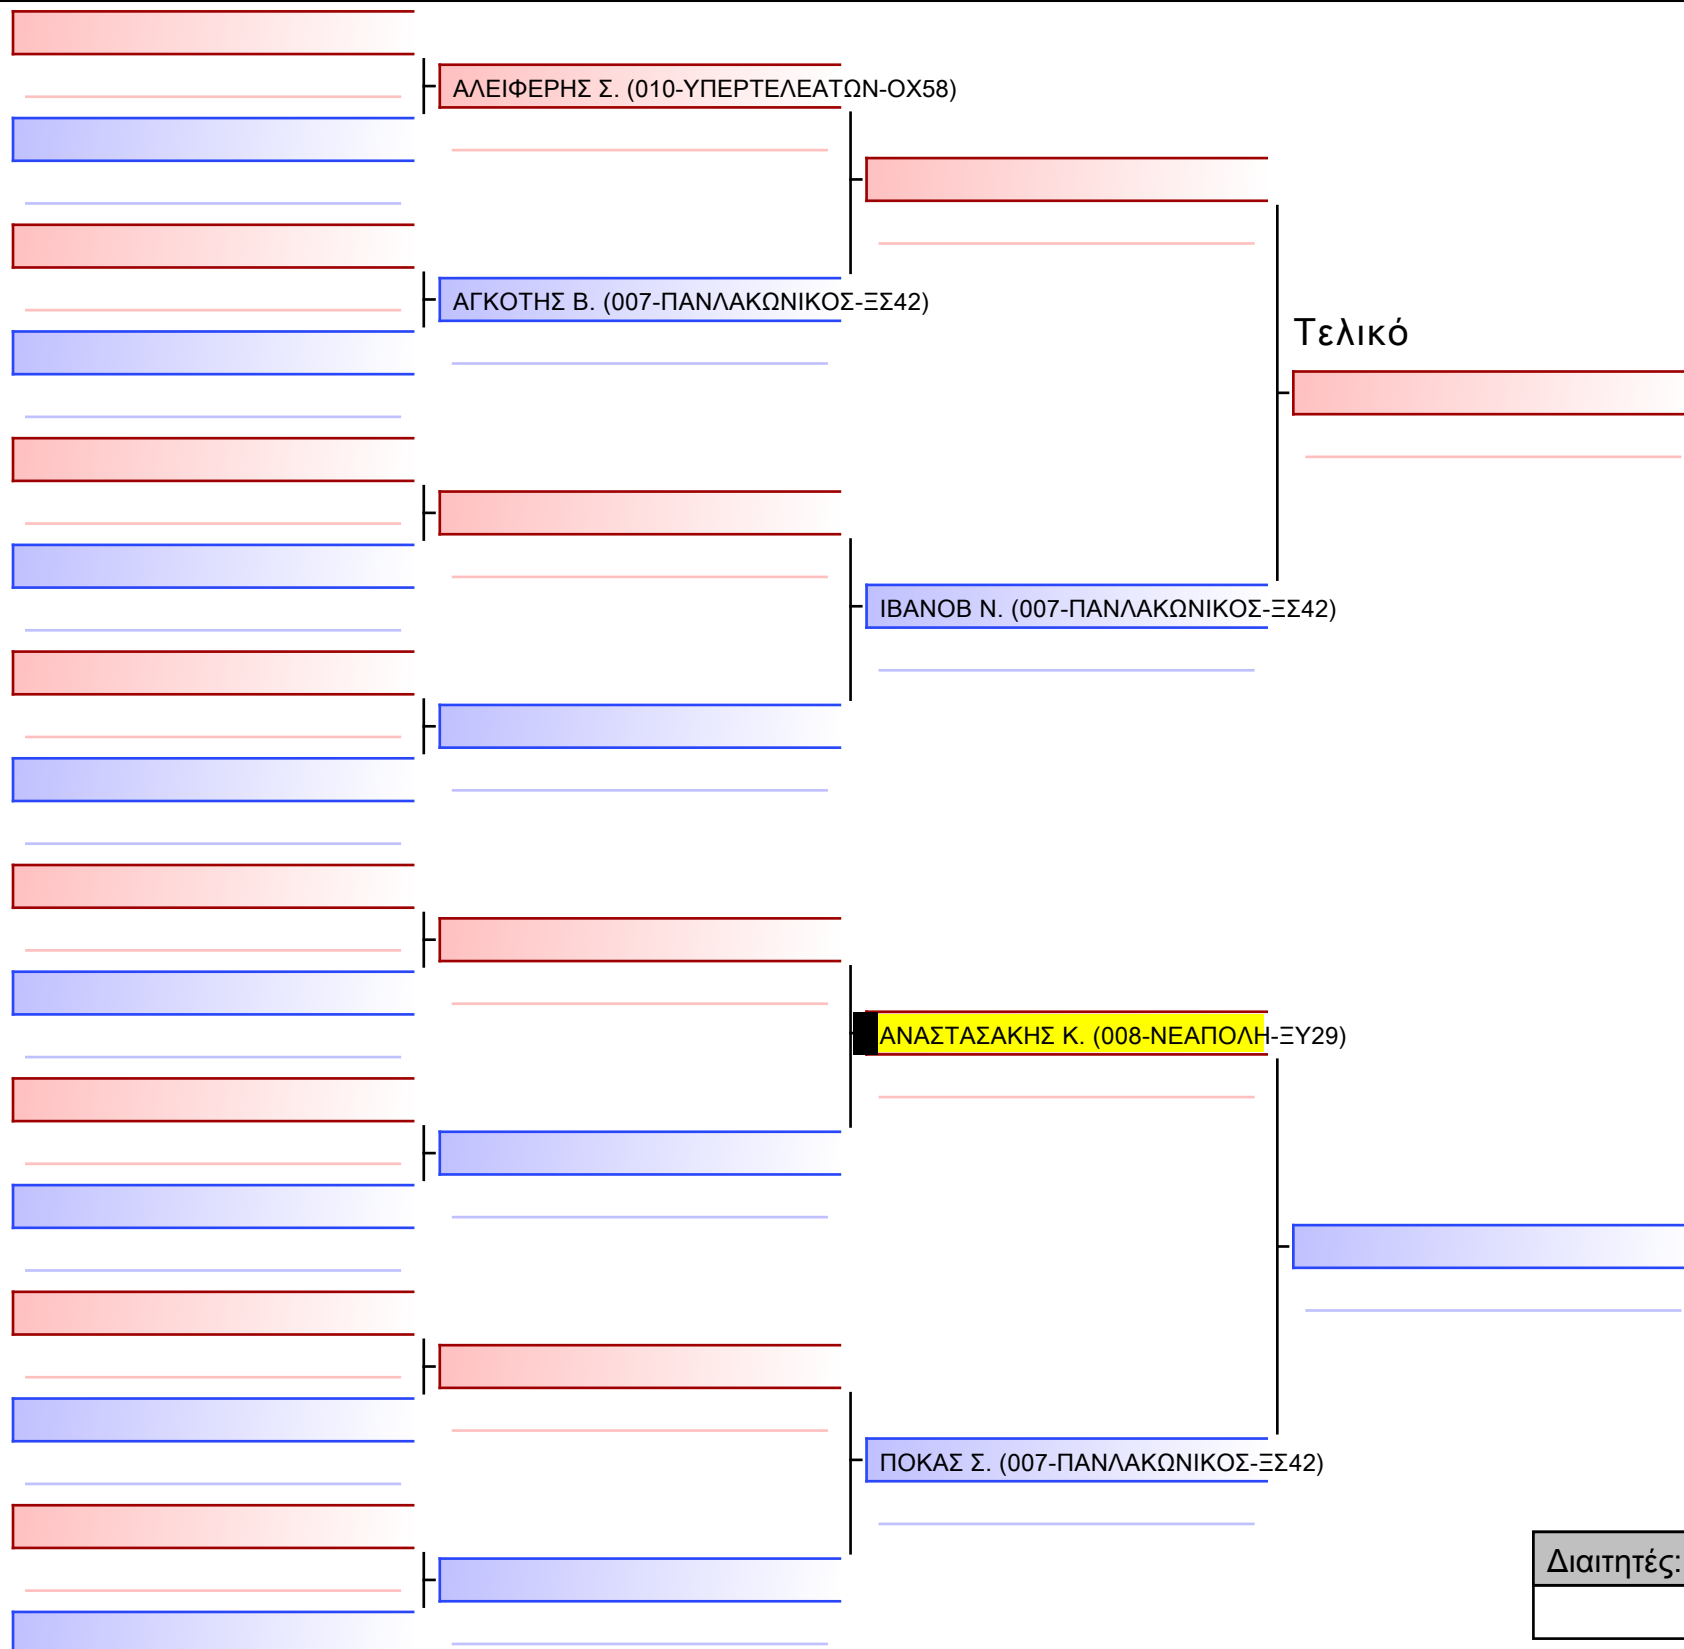 ΑΛΕΙΦΕΡΗΣ Σ. (010-ΥΠΕΡΤΕΛΕΑΤΩΝ-ΟΧ58)
ΑΓΚΟΤΗΣ Β. (007-ΠΑΝΛΑΚΩΝΙΚΟΣ-ΞΣ42)
Τελικό
ΙΒΑΝΟΒ Ν. (007-ΠΑΝΛΑΚΩΝΙΚΟΣ-ΞΣ42)
ΑΝΑΣΤΑΣΑΚΗΣ Κ. (008-ΝΕΑΠΟΛΗ-ΞΥ29)
ΠΟΚΑΣ Σ. (007-ΠΑΝΛΑΚΩΝΙΚΟΣ-ΞΣ42)
Διαιτητές: